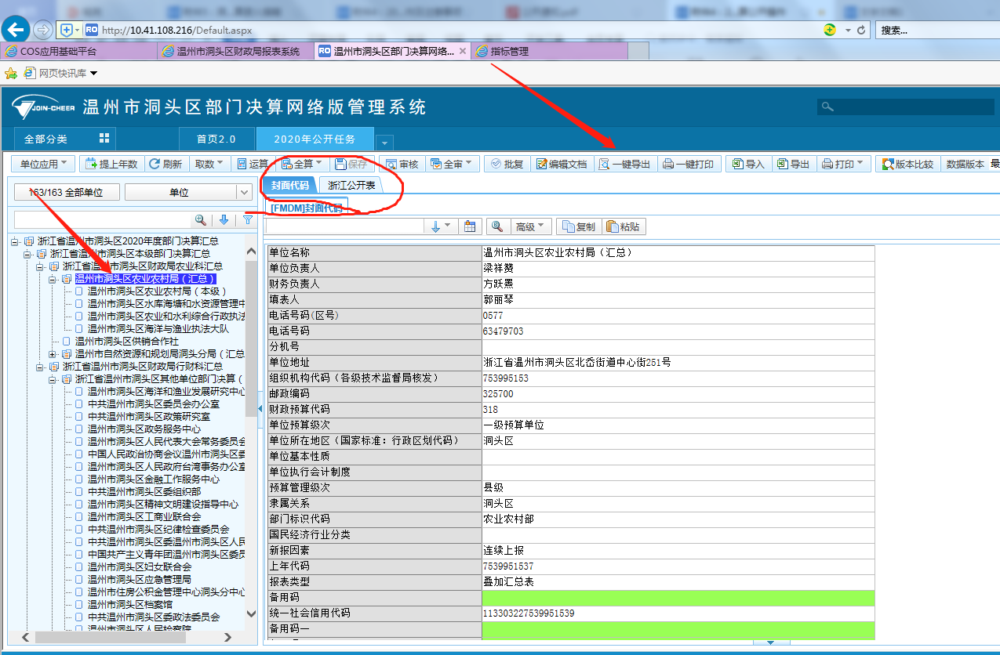 http://10.41.108.216/Default.aspx
搜索...
COS应用基础平台
温州市洞头区财政局报表系统
温州市洞头区部门决算网络...
指标管理
网页快讯库
JOIN-CHEER
温州市洞头区部门决算网络版管理系统
全部分类
首页2.0
2020年公开任务
单位应用 提上年数 刷新 取数 运算 全算 保存 审核 全审 批复 编辑文档 一键导出 一键打印 导入 导出 打印 版本比较 数据版本
163/163 全部单位
单位
封面代码
浙江公开表
[FMDM]封面代码
高级 复制 粘贴
浙江省温州市洞头区2020年度部门决算汇总
浙江省温州市洞头区本级部门决算汇总
浙江省温州市洞头区财政局农业科汇总
温州市洞头区农业农村局（汇总）
温州市洞头区农业农村局（本级）
温州市洞头区水库海塘和水资源管理中
温州市洞头区农业和水利综合行政执法
温州市洞头区海洋与渔业执法大队
温州市洞头区供销合作社
温州市自然资源和规划局洞头分局（汇总
浙江省温州市洞头区财政局行财科汇总
浙江省温州市洞头区其他单位部门决算（
温州市洞头区海洋和渔业发展研究中心
中共温州市洞头区委员会办公室
中共温州市洞头区政策研究室
温州市洞头区政务服务中心
温州市洞头区人民代表大会常务委员会
中国人民政治协商会议温州市洞头区委
温州市洞头区人民政府台湾事务办公室
温州市洞头区金融工作服务中心
中共温州市洞头区委组织部
温州市洞头区精神文明建设指导中心
温州市洞头区工商业联合会
中共温州市洞头区纪律检查委员会
中共温州市洞头区委温州市洞头区人民
中国共产主义青年团温州市洞头区委员
温州市洞头区妇女联合会
温州市洞头区应急管理局
温州市住房公积金管理中心洞头分中心
温州市洞头区档案馆
中共温州市洞头区委政法委员会
温州市洞头区人民检察院
单位名称 温州市洞头区农业农村局（汇总）
单位负责人 梁祥赞
财务负责人 方跃黑
填表人 郭丽琴
电话号码(区号) 0577
电话号码 63479703
分机号
单位地址 浙江省温州市洞头区北岙街道中心街251号
组织机构代码（各级技术监督局核发） 753995153
邮政编码 325700
财政预算代码 318
单位预算级次 一级预算单位
单位所在地区（国家标准：行政区划代码） 洞头区
单位基本性质
单位执行会计制度
预算管理级次 县级
隶属关系 洞头区
部门标识代码 农业农村部
国民经济行业分类
新报因素 连续上报
上年代码 7539951537
报表类型 叠加汇总表
备用码
统一社会信用代码 113303227539951539
备用码一